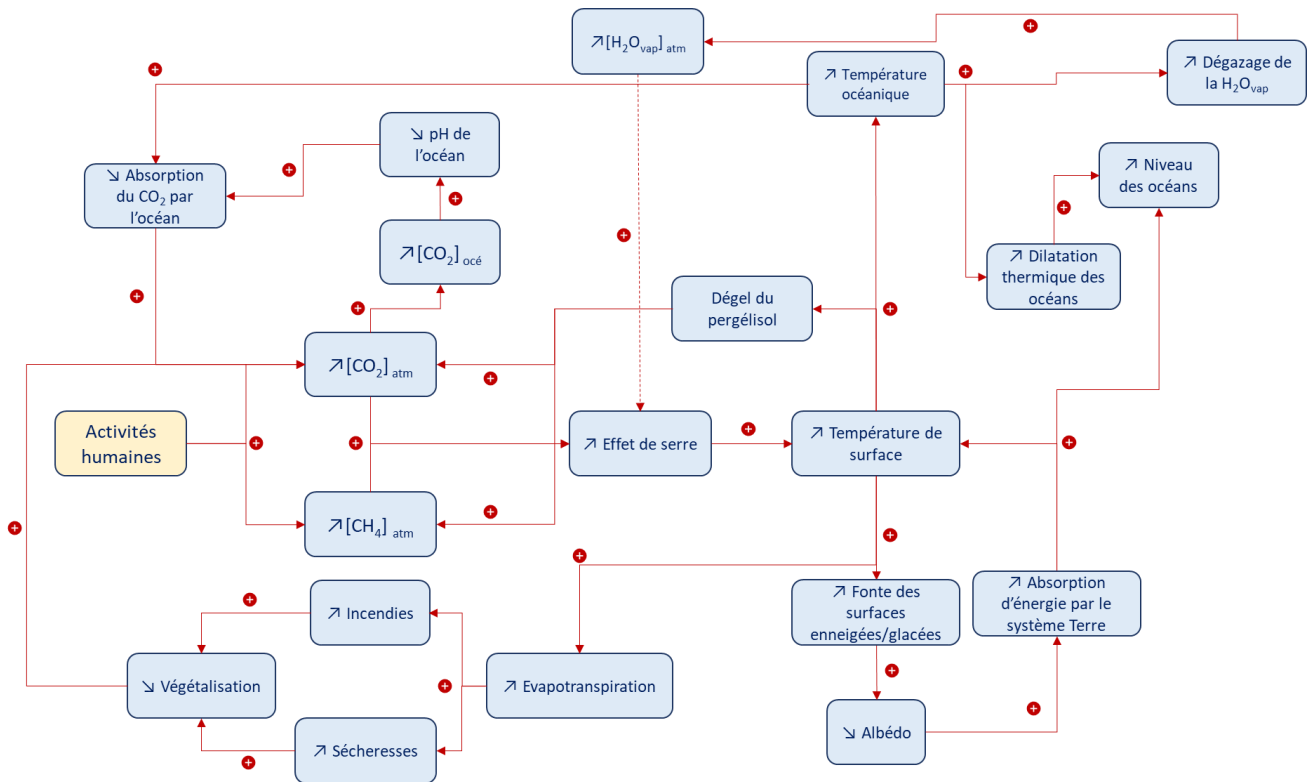 ↗[H₂Oᵥₐₚ] atm
↗ Température
océanique
↗ Dégazage de
la H₂Oᵥₐₚ
↘ pH de
l’océan
↘ Absorption
du CO₂ par
l’océan
↗ Niveau
des océans
↗[CO₂] océ
↗ Dilatation
thermique des
océans
Dégel du
pergélisol
↗[CO₂] atm
Activités
humaines
↗ Effet de serre
↗ Température de
surface
↗[CH₄] atm
↗ Incendies
↗ Fonte des
surfaces
enneigées/glacées
↗ Absorption
d’énergie par le
système Terre
↘ Végétalisation
↗ Evapotranspiration
↗ Sécheresses
↘ Albédo